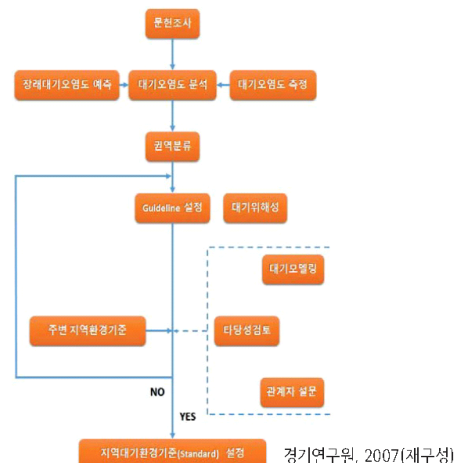 문헌조사
장래대기오염도 예측
대기오염도 분석
대기오염도 측정
권역분류
Guideline 설정
대기위해성
대기모델링
주변 지역환경기준
타당성검토
관계자 설문
NO
YES
지역대기환경기준(Standard) 설정
경기연구원, 2007(재구성)